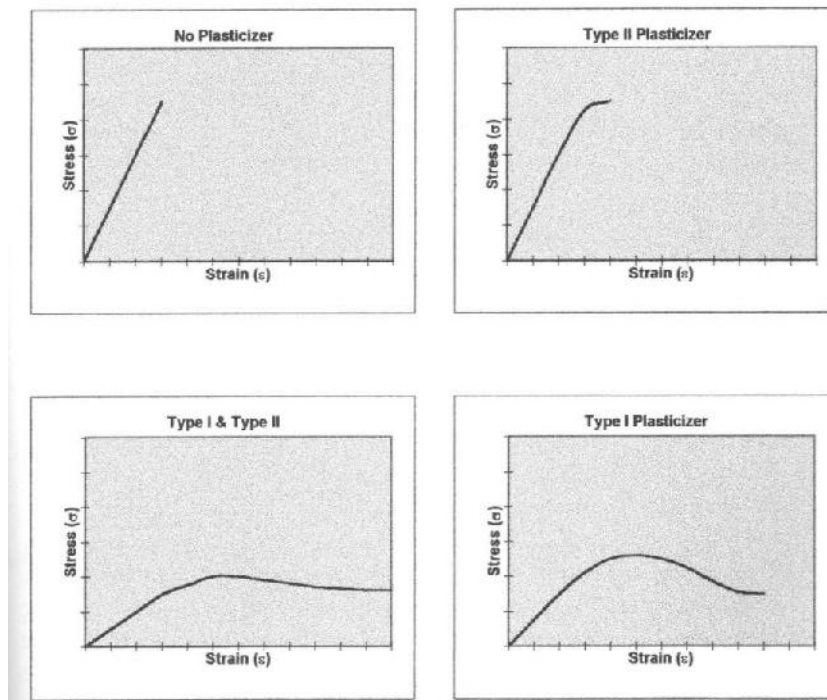 No Plasticizer
Stress (σ)
Strain (ε)
Type II Plasticizer
Stress (σ)
Strain (ε)
Type I & Type II
Stress (σ)
Strain (ε)
Type I Plasticizer
Stress (σ)
Strain (ε)